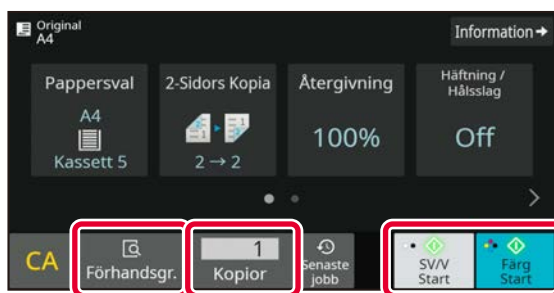 Original
A4
Information
Pappersval
A4
Kassett 5
2-Sidors Kopia
2 → 2
Återgivning
100%
Häftning /
Hålsslag
Off
CA
Förhandsgr.
1
Kopior
Senaste
jobb
SV/V
Start
Färg
Start